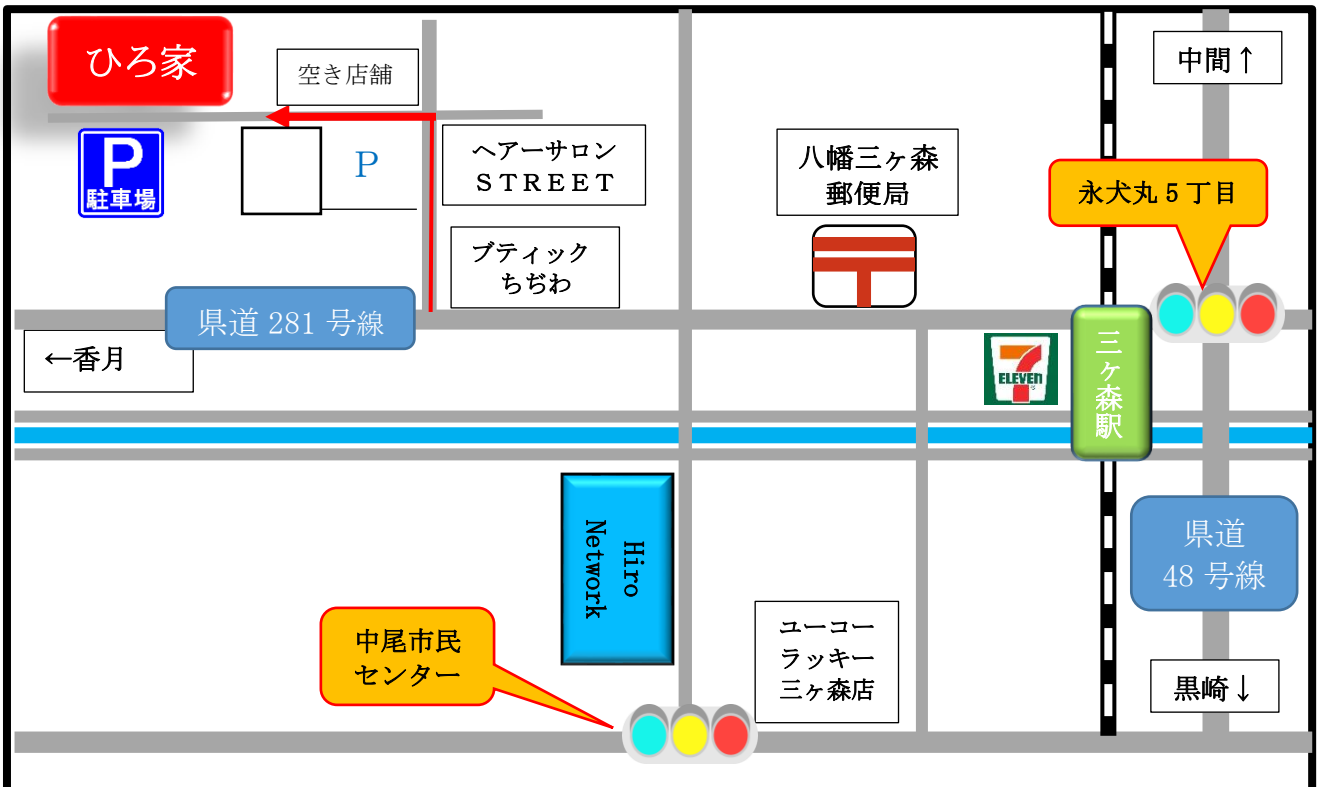 ひろ家
空き店舗
中間↑
P
駐車場
P
ヘアーサロン
STREET
八幡三ヶ森
郵便局
永犬丸5丁目
ブティック
ちぢわ
県道 281 号線
←香月
ELEVEn
三ヶ森駅
Hiro
Network
県道
48 号線
中尾市民
センター
ユーコー
ラッキー
三ヶ森店
黒崎↓